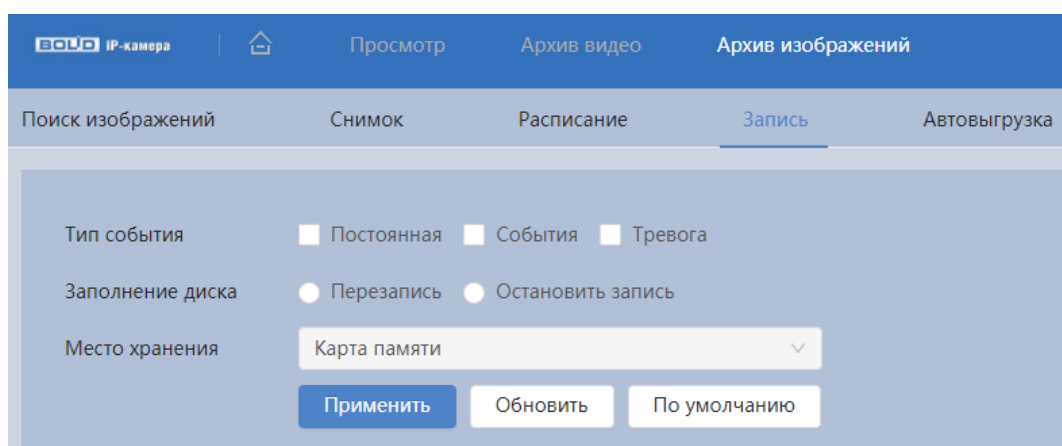 BOLID IP-камера Просмотр Архив видео Архив изображений
Поиск изображений Снимок Расписание Запись Автовыгрузка
Тип события Постоянная События Тревога
Заполнение диска Перезапись Остановить запись
Место хранения Карта памяти
Применить Обновить По умолчанию